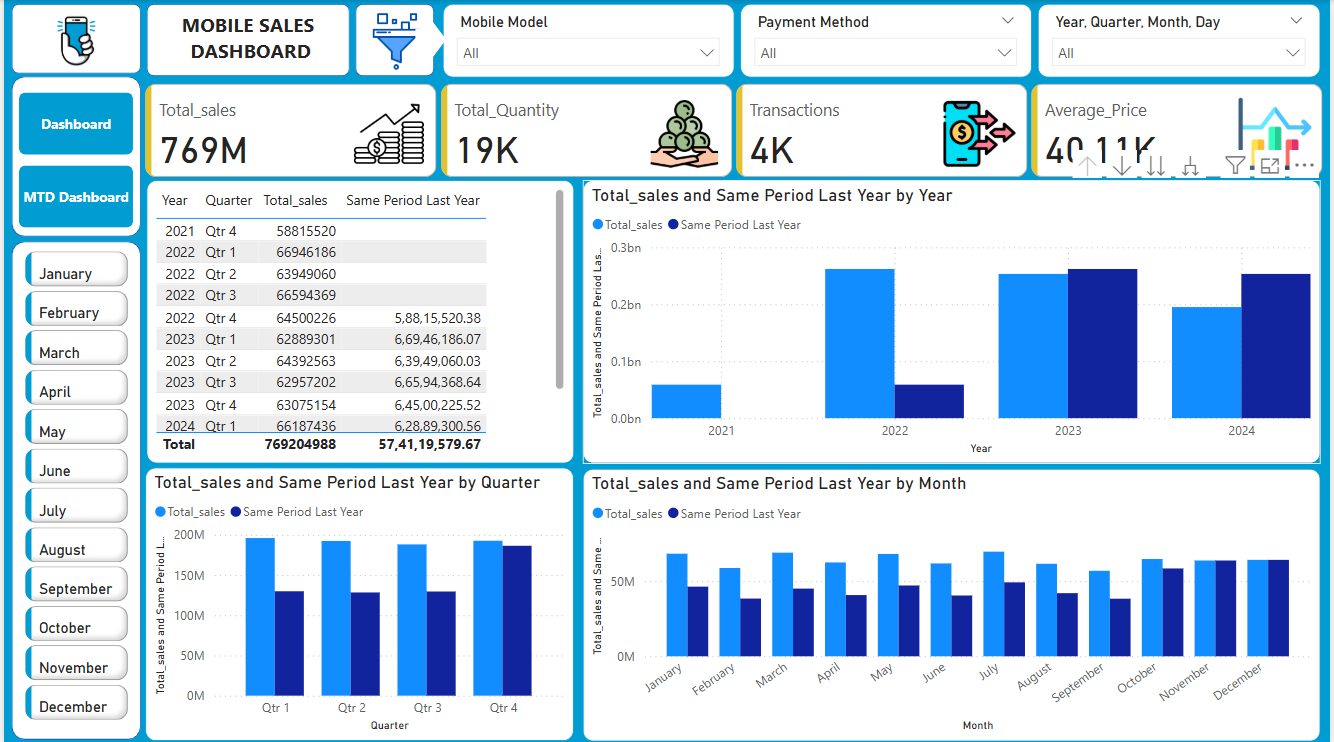 MOBILE SALES
DASHBOARD
Mobile Model
All
Payment Method
All
Year, Quarter, Month, Day
All
Dashboard
MTD Dashboard
Total_sales
769M
Total_Quantity
19K
Transactions
4K
Average_Price
40.11K
January
February
March
April
May
June
July
August
September
October
November
December
Year Quarter Total_sales Same Period Last Year
2021 Qtr 4 58815520
2022 Qtr 1 66946186
2022 Qtr 2 63949060
2022 Qtr 3 66594369
2022 Qtr 4 64500226 5,88,15,520.38
2023 Qtr 1 62889301 6,69,46,186.07
2023 Qtr 2 64392563 6,39,49,060.03
2023 Qtr 3 62957202 6,65,94,368.64
2023 Qtr 4 63075154 6,45,00,225.52
2024 Qtr 1 66187436 6,28,89,300.56
Total 769204988 57,41,19,579.67
Total_sales and Same Period Last Year by Year
Total_sales Same Period Last Year
Total_sales and Same Period Las...
0.3bn
0.2bn
0.1bn
0.0bn
2021 2022 2023 2024
Year
Total_sales and Same Period Last Year by Quarter
Total_sales Same Period Last Year
Total_sales and Same Period L...
200M
150M
100M
50M
0M
Qtr 1 Qtr 2 Qtr 3 Qtr 4
Quarter
Total_sales and Same Period Last Year by Month
Total_sales Same Period Last Year
Total_sales and Same ...
50M
0M
January February March April May June July August September October November December
Month